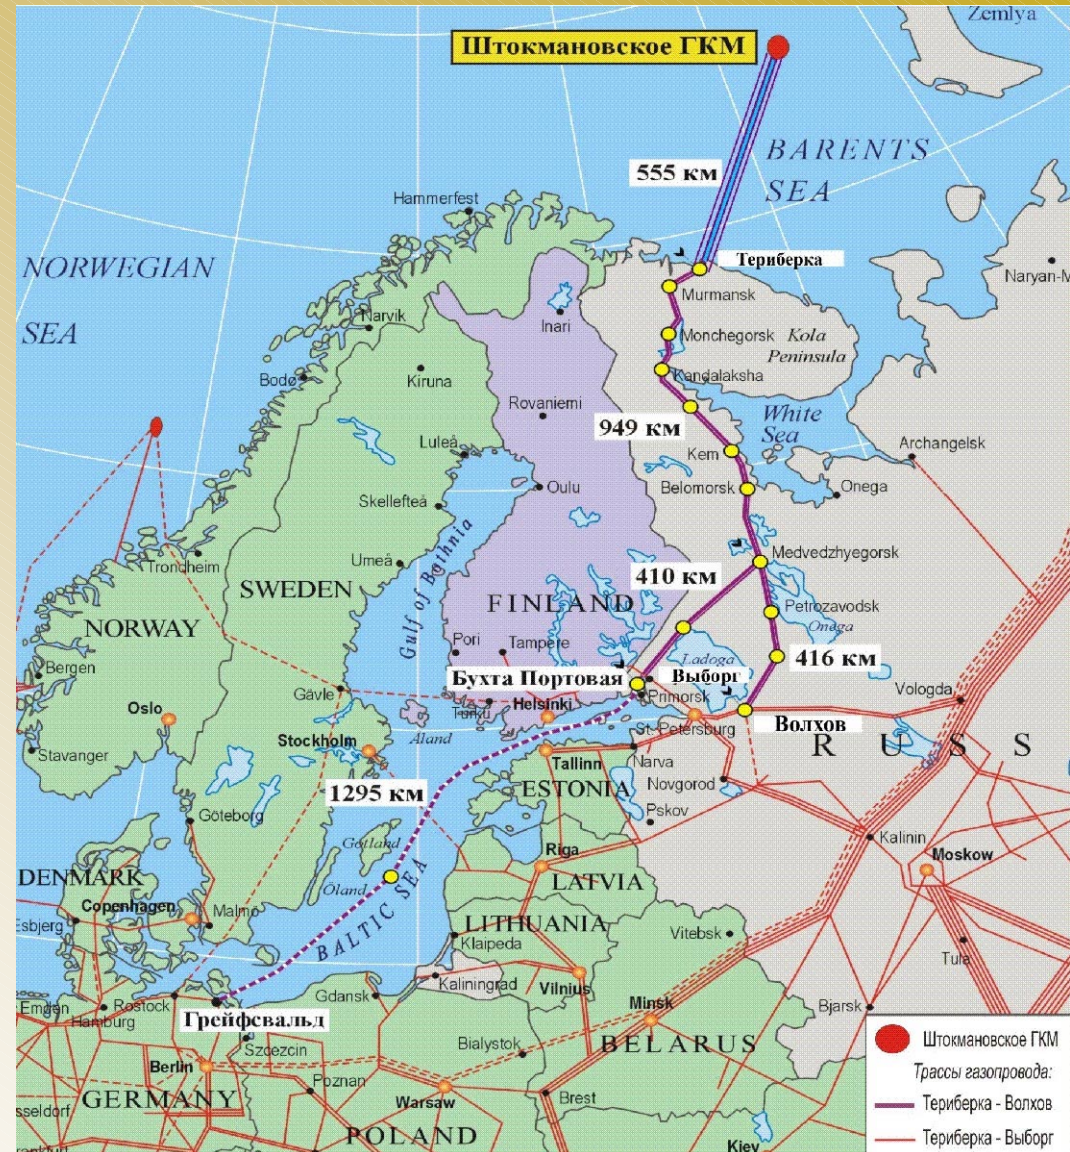 Zemlya
Штокмановское ГКМ
BARENTS
SEA
555 км
Hammerfest
NORWEGIAN
SEA
Териберка
Naryan-M
Murmansk
Narvik
Inari
Monchegorsk
Kola
Peninsula
Kandalaksha
Kiruna
Bodø
Rovaniemi
White
Sea
949 км
Archangelsk
Luleå
Kem
Oulu
Belomorsk
Onega
Skellefteå
Gulf of Bothnia
Medvedzhyegorsk
Trondheim
Umeå
SWEDEN
410 км
FINLAND
Petrozavodsk
Onega
NORWAY
Pori
Tampere
Ladoga
416 км
Bergen
Бухта Портовая
Выборг
Gävle
Primorsk
Vologda
Oslo
Turku
Helsinki
Волхов
Åland
St. Petersburg
Stavanger
Stockholm
RUSS
Tallinn
Narva
ESTONIA
Novgorod
1295 км
Göteborg
Pskov
Gotland
Kalinin
Riga
Moskow
DENMARK
Öland
LATVIA
BALTIC SEA
Copenhagen
Malmö
LITHUANIA
Esbjerg
Vitebsk
Klaipeda
Tula
Kaliningrad
Vilnius
Emden
Rostock
Gdansk
Minsk
Bjarsk
Hamburg
Грейфсвальд
Szczecin
Bialystok
BELARUS
Berlin
Poznan
Warsaw
Brest
GERMANY
sseldorf
POLAND
Kiev
Штокмановское ГКМ
Трассы газопровода:
Териберка - Волхов
Териберка - Выборг